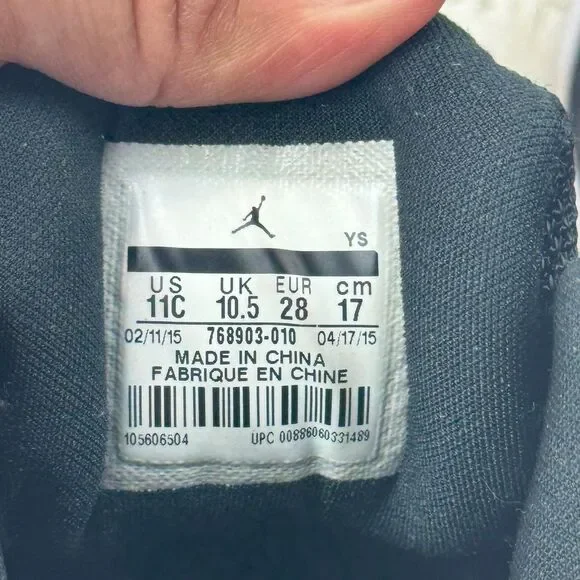 YS
US UK EUR cm
11C 10.5 28 17
02/11/15 768903-010 04/17/15
MADE IN CHINA
FABRIQUE EN CHINE
105606504 UPC 00886060331489